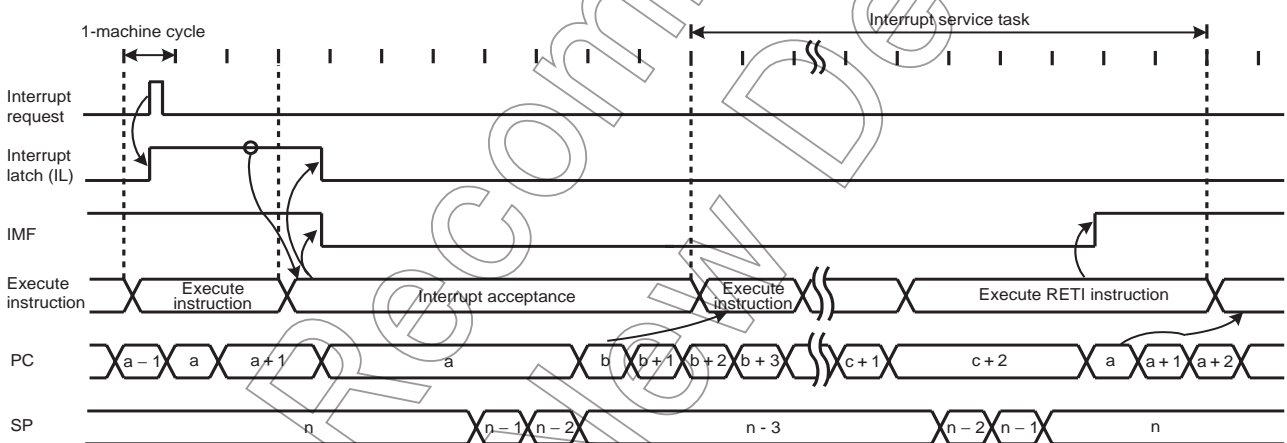 Interrupt service task
1-machine cycle
Interrupt
request
Interrupt
latch (IL)
IMF
Execute
instruction
Execute
instruction
Interrupt acceptance
Execute
instruction
Execute RETI instruction
PC
a – 1
a
a + 1
a
b
b + 1
b + 2
b + 3
c + 1
c + 2
a
a + 1
a + 2
SP
n
n – 1
n – 2
n - 3
n – 2
n – 1
n